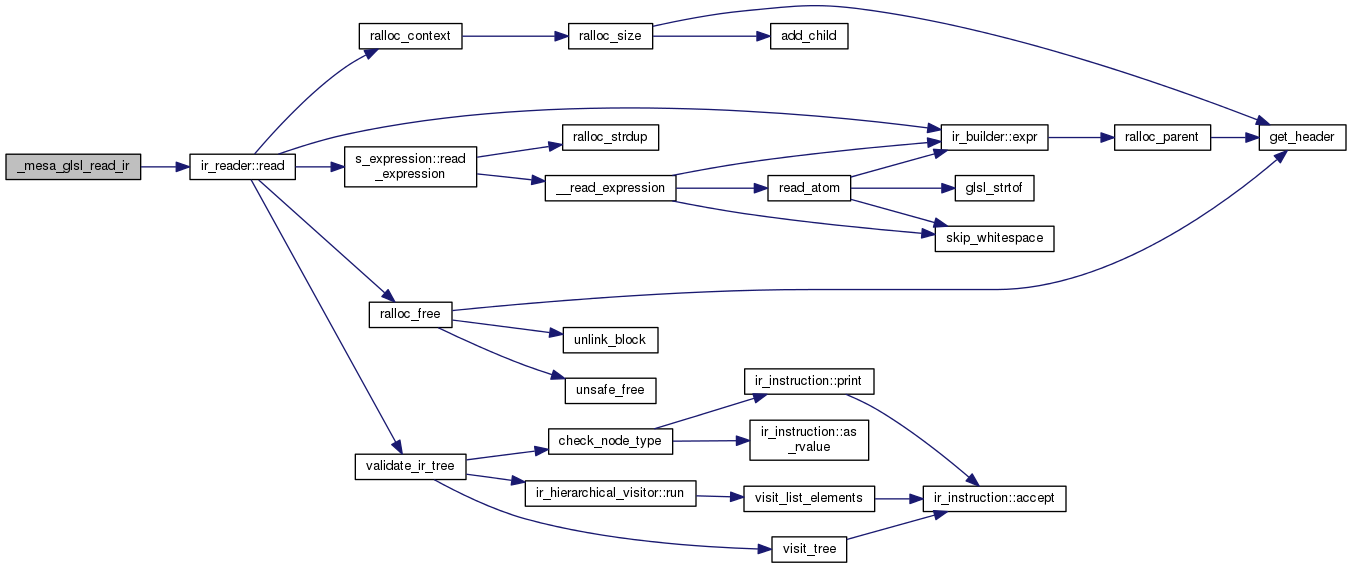 _mesa_glsl_read_ir
ir_reader::read
ralloc_context
ralloc_size
add_child
s_expression::read
_expression
ralloc_strdup
__read_expression
read_atom
ir_builder::expr
ralloc_parent
get_header
glsl_strtof
skip_whitespace
ralloc_free
unlink_block
unsafe_free
validate_ir_tree
check_node_type
ir_instruction::print
ir_instruction::as
_rvalue
ir_hierarchical_visitor::run
visit_list_elements
ir_instruction::accept
visit_tree